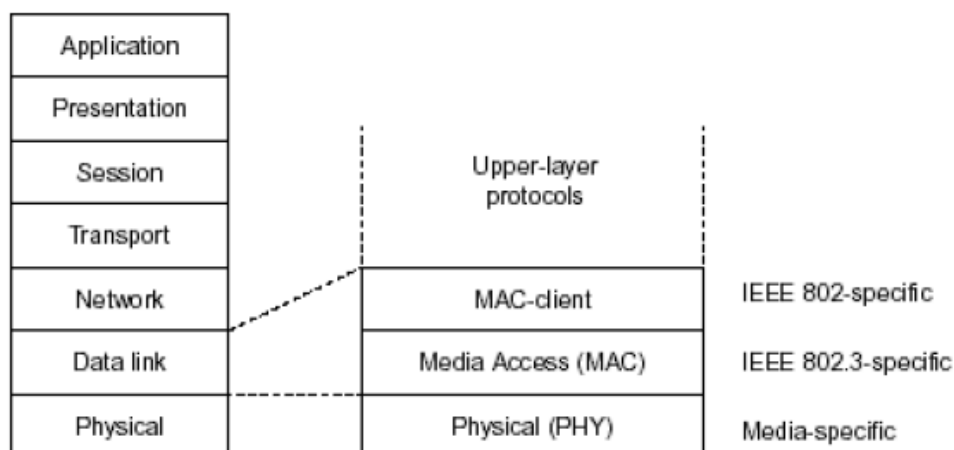 Application
Presentation
Session
Transport
Network
Data link
Physical
Upper-layer
protocols
MAC-client
Media Access (MAC)
Physical (PHY)
IEEE 802-specific
IEEE 802.3-specific
Media-specific